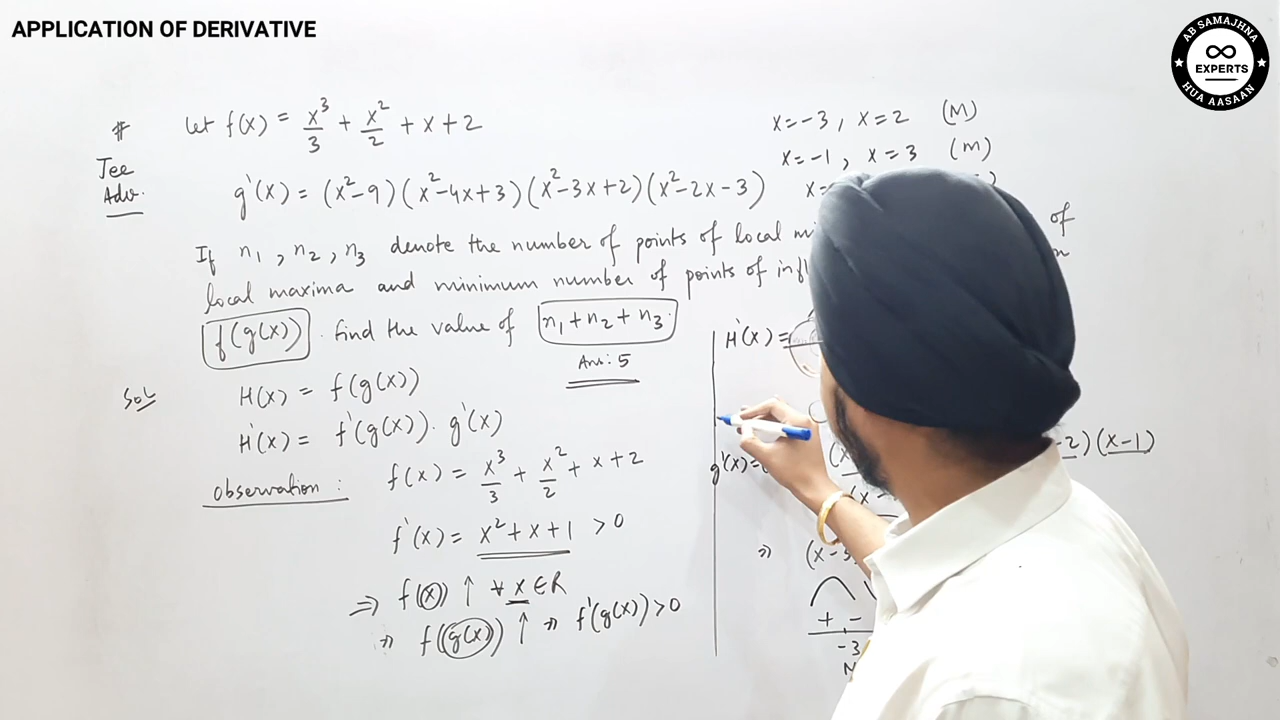 APPLICATION OF DERIVATIVE
AB SAMAJHNA
EXPERTS
HUA AASAAN
# Let f(x) = x³/3 + x²/2 + x + 2
Jee
Adv.
g'(x) = (x²-9)(x²-4x+3)(x²-3x+2)(x²-2x-3)
x=-3, x=2 (M)
x=-1, x=3 (m)
x=
If n₁, n₂, n₃ denote the number of points of local mi of
local maxima and minimum number of points of infl
f(g(x)). Find the value of n₁+n₂+n₃.
Ans: 5
Sol
H(x) = f(g(x))
H'(x) = f'(g(x)). g'(x)
observation :
f(x) = x³/3 + x²/2 + x + 2
f'(x) = x² + x + 1 > 0
⇒ f(x) ↑ ∀ x ∈ R
⇒ f(g(x)) ↑ ⇒ f'(g(x)) > 0
H'(x) =
g'(x) = -2)(x-1)
⇒ (x-3
+ -
-3
M